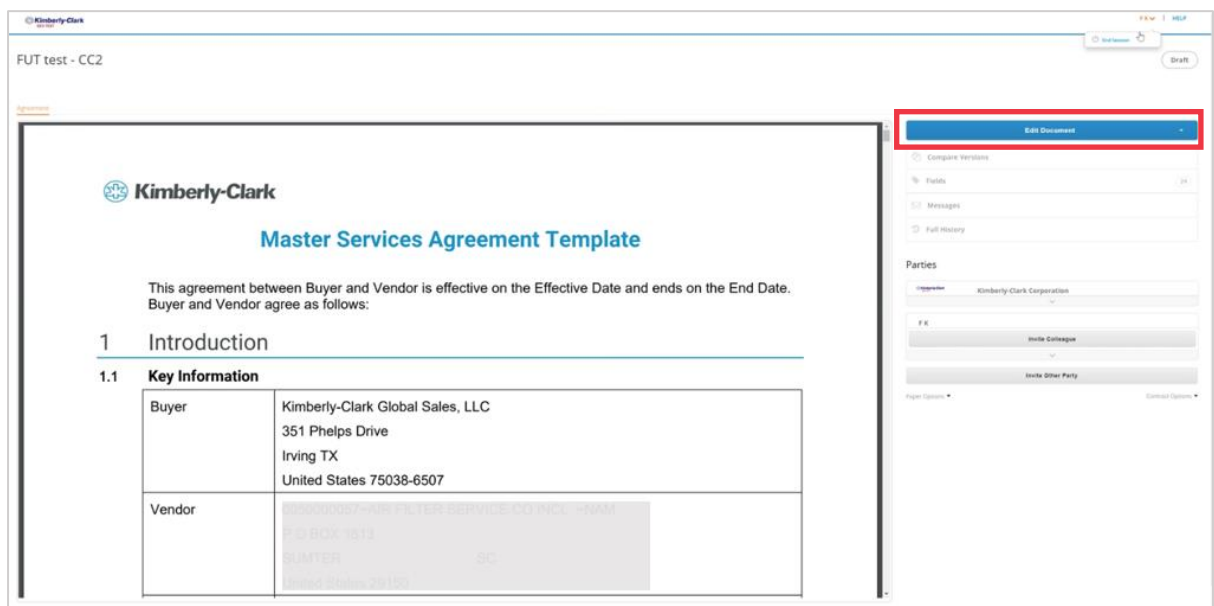 Kimberly-Clark
F K | HELP
End Session
FUT test - CC2
Draft
Agreement
Edit Document
Compare Versions
Fields 24
Messages
Full History
Kimberly-Clark
Master Services Agreement Template
This agreement between Buyer and Vendor is effective on the Effective Date and ends on the End Date.
Buyer and Vendor agree as follows:
1 Introduction
1.1 Key Information
Buyer
Kimberly-Clark Global Sales, LLC
351 Phelps Drive
Irving TX
United States 75038-6507
Vendor
P.O BOX 1513
SUMTER SC
United States 29150
Parties
Kimberly-Clark Corporation
F K
Invite Colleague
Invite Other Party
Paper Options
Contract Options